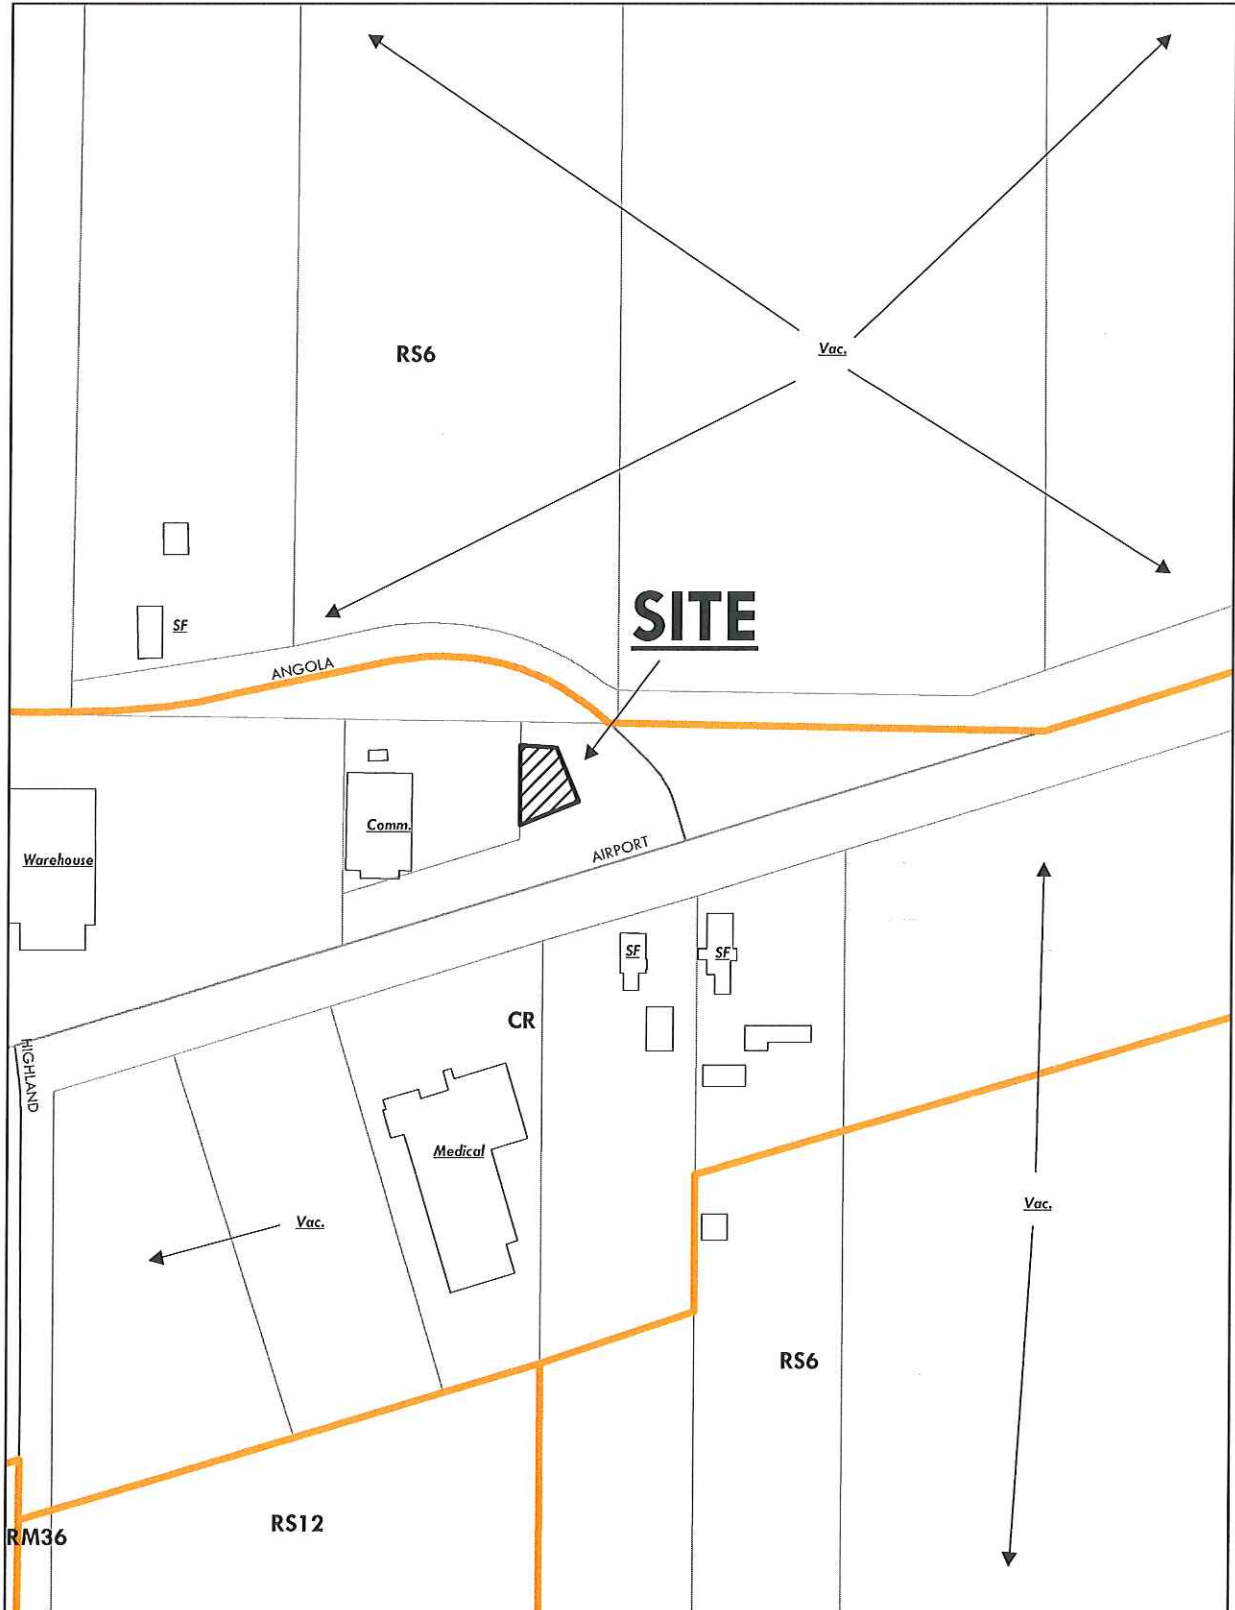 RS6
Vac.
SITE
SF
ANGOLA
Comm.
Warehouse
AIRPORT
SF
SF
CR
HIGHLAND
Medical
Vac.
Vac.
RS6
RS12
RM36